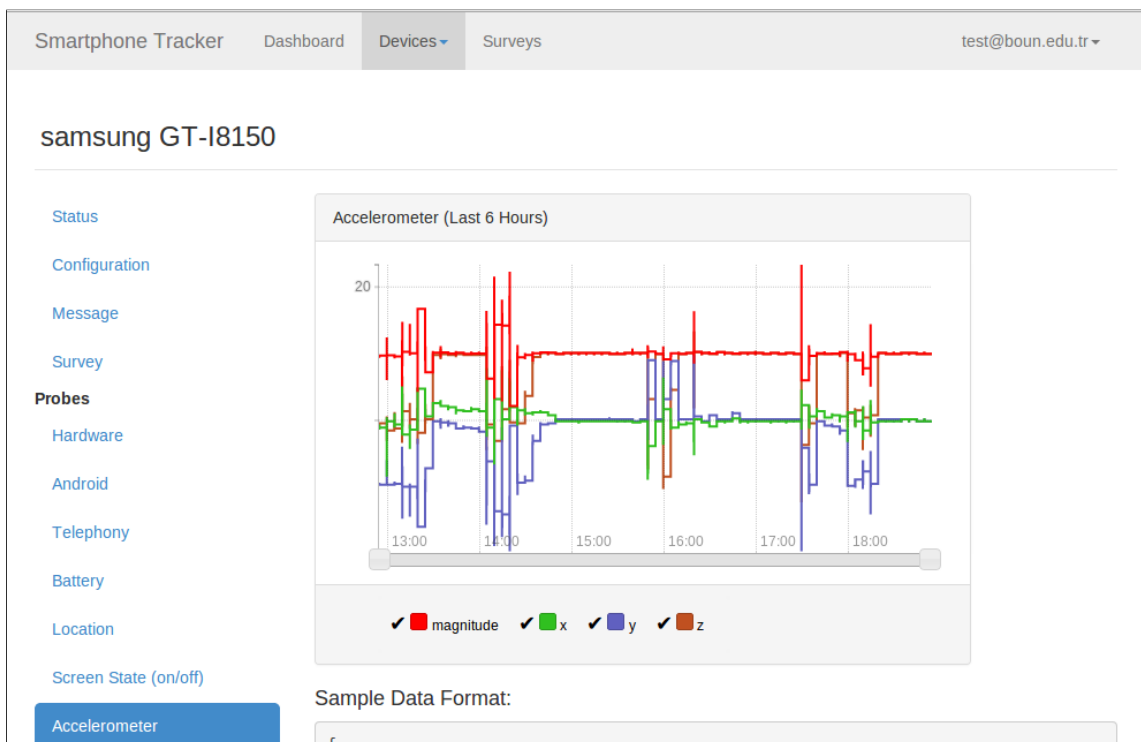 Smartphone Tracker Dashboard Devices Surveys test@boun.edu.tr
samsung GT-I8150
Status
Configuration
Message
Survey
Probes
Hardware
Android
Telephony
Battery
Location
Screen State (on/off)
Accelerometer
Accelerometer (Last 6 Hours)
20
13:00 14:00 15:00 16:00 17:00 18:00
✔ magnitude ✔ x ✔ y ✔ z
Sample Data Format: